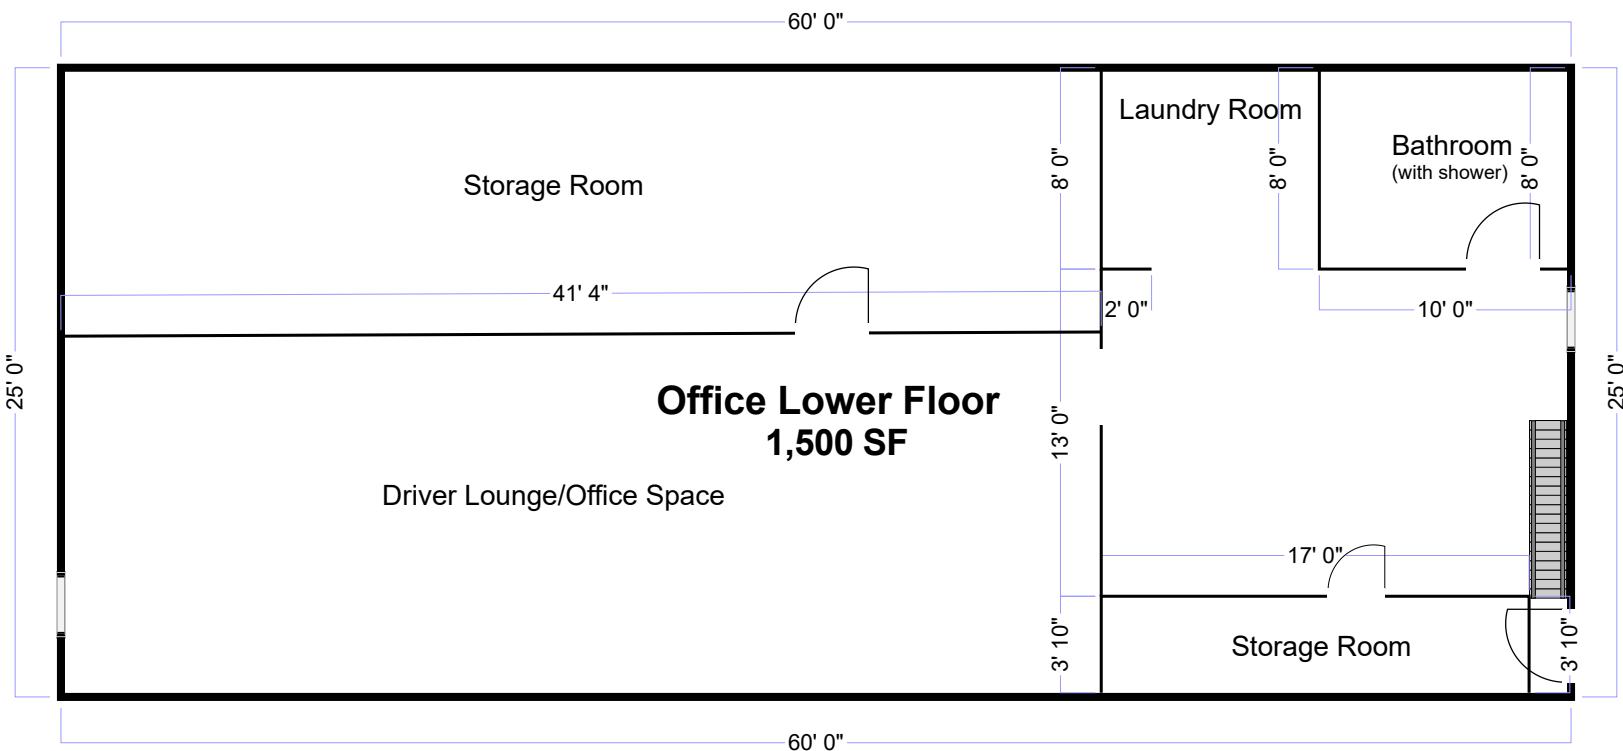 60' 0"
Laundry Room
Bathroom
(with shower)
8' 0"
8' 0"
8' 0"
Storage Room
41' 4"
2' 0"
10' 0"
25' 0"
25' 0"
Office Lower Floor
1,500 SF
13' 0"
Driver Lounge/Office Space
17' 0"
3' 10"
Storage Room
3' 10"
60' 0"